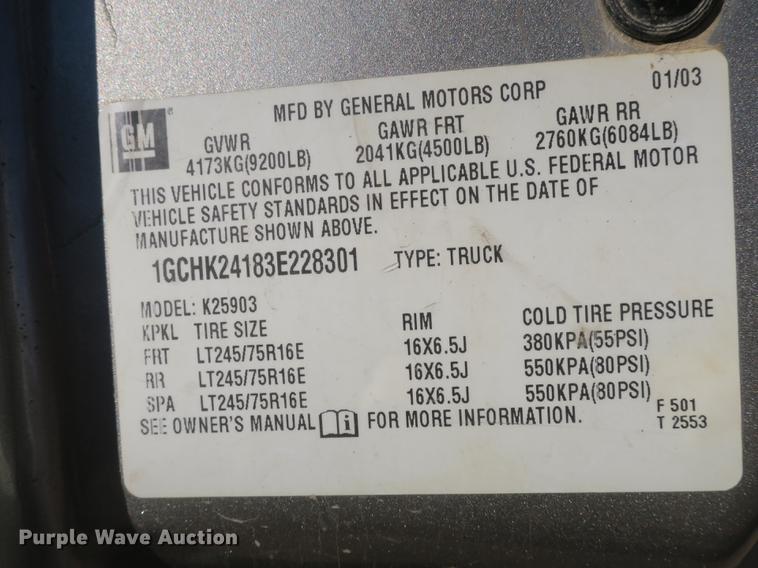 01/03
MFD BY GENERAL MOTORS CORP
GM
GVWR GAWR FRT GAWR RR
4173KG(9200LB) 2041KG(4500LB) 2760KG(6084LB)
THIS VEHICLE CONFORMS TO ALL APPLICABLE U.S. FEDERAL MOTOR
VEHICLE SAFETY STANDARDS IN EFFECT ON THE DATE OF
MANUFACTURE SHOWN ABOVE.
1GCHK24183E228301 TYPE: TRUCK
MODEL: K25903
KPKL TIRE SIZE RIM COLD TIRE PRESSURE
FRT LT245/75R16E 16X6.5J 380KPA(55PSI)
RR LT245/75R16E 16X6.5J 550KPA(80PSI)
SPA LT245/75R16E 16X6.5J 550KPA(80PSI)
SEE OWNER'S MANUAL i FOR MORE INFORMATION.
F 501
T 2553
Purple Wave Auction